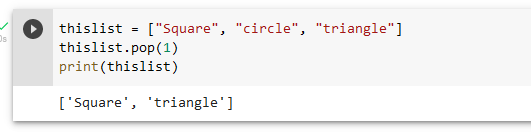 thislist = ["Square", "circle", "triangle"]
thislist.pop(1)
print(thislist)
['Square', 'triangle']